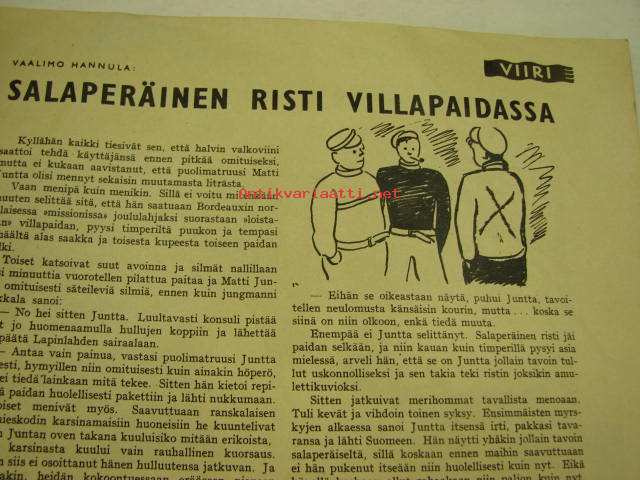 VAALIMO HANNULA:
VIIRI
SALAPERÄINEN RISTI VILLAPAIDASSA
Kyllähän kaikki tiesivät sen, että halvin valkoviini
saattoi tehdä käyttäjänsä ennen pitkää omituiseksi,
mutta ei kukaan aavistanut, että puolimatruusi Matti
Juntta olisi mennyt sekaisin muutamasta litrasta.
Vaan menipä kuin menikin. Sillä ei voitu
muuten selittää sitä, että hän saatuaan Bordeauxin nor-
laisessa »missionissa» joululahjaksi suorastaan »loista-
villapaidan, pyysi timperiltä puukon ja tempasi
alas saakka ja toisesta kupeesta toiseen paidan
Toiset katsoivat suut avoinna ja silmät nallillaan
minuuttia vuorotellen pilattua paitaa ja Matti Jun-
omituisesti säteileviä silmiä, ennen kuin jungmanni
sanoi:
— No hei sitten Juntta. Luultavasti konsuli pistää
jo huomenaamulla hullujen koppiin ja lähettää
Lapinlahden sairaalaan.
— Antaa vain painua, vastasi puolimatruusi Juntta
hymyillen niin omituisesti kuin ainakin höperö,
ei tiedä lainkaan mitä tekee. Sitten hän kietoi repi-
paidan huolellisesti pakettiin ja lähti nukkumaan.
Toiset menivät myös. Saavuttuaan ranskalaisen
karsinamaisiin huoneisiin he kuuntelivat
Juntan oven takana kuuluisiko mitään erikoista,
karsinasta kuului vain rauhallinen kuorsaus.
siis ei osoittanut hänen hulluutensa jatkuvan. Ja
heidän kokoontuessaan
— Eihän se oikeastaan näytä, puhui Juntta, tavoi-
tellen neulomusta känsäisin kourin, mutta . . . koska se
siinä on niin olkoon, enkä tiedä muuta.
Enempää ei Juntta selittänyt. Salaperäinen risti jäi
paidan selkään, ja niin kauan kuin timperillä pysyi asia
mielessä, arveli hän, että se on Juntta jollain tavoin tul-
lut uskonnolliseksi ja sen takia teki ristin joksikin amu-
lettikuvioksi.
Sitten jatkuivat merihommat tavallista menoaan.
Tuli kevät ja vihdoin toinen syksy. Ensimmäisten myrs-
kyjen alkaessa sanoi Juntta itsensä irti, pakkasi tava-
ransa ja lähti Suomeen. Hän näytti yhäkin jollain tavoin
salaperäiseltä, sillä koskaan ennen maihin saavuttuaan
ei hän pukenut itseään niin huolellisesti kuin nyt. Eikä
antikvariaatti.net